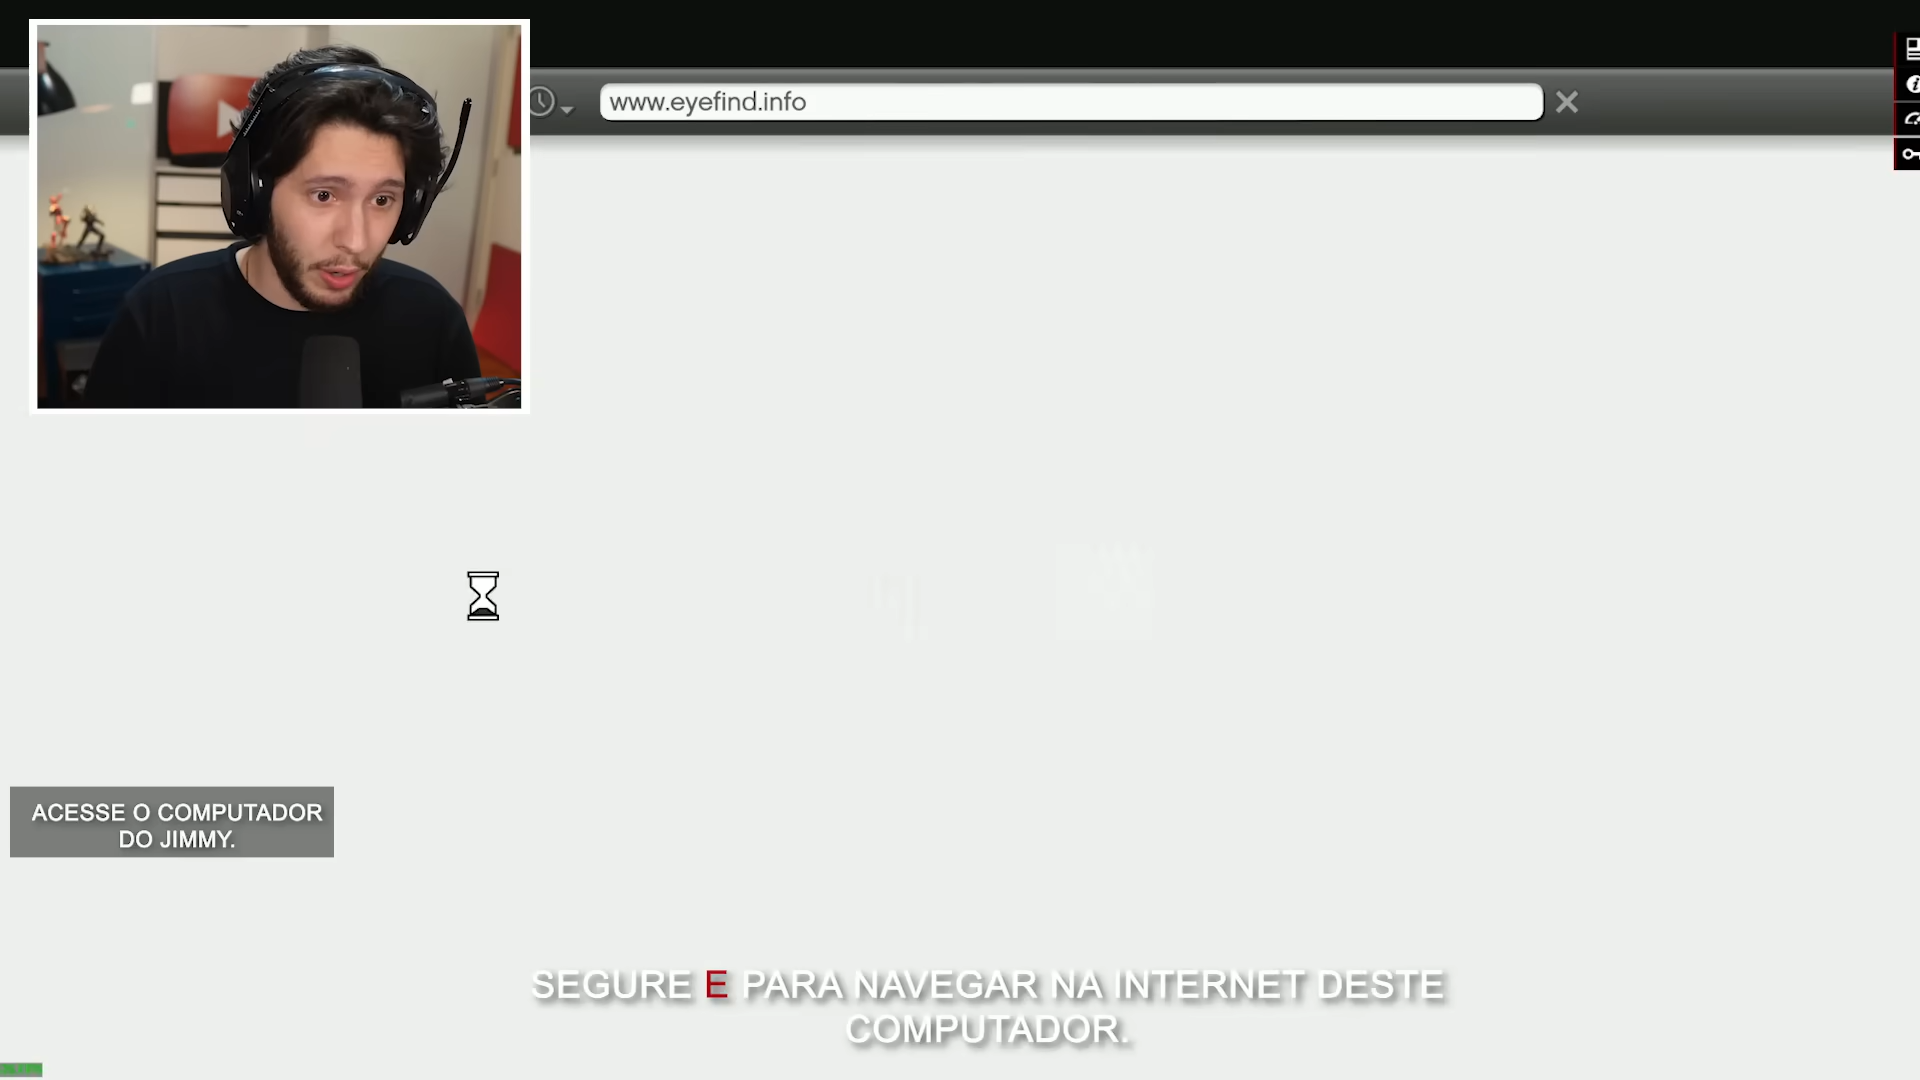 www.eyefind.info
ACESSE O COMPUTADOR
DO JIMMY.
SEGURE E PARA NAVEGAR NA INTERNET DESTE
COMPUTADOR.